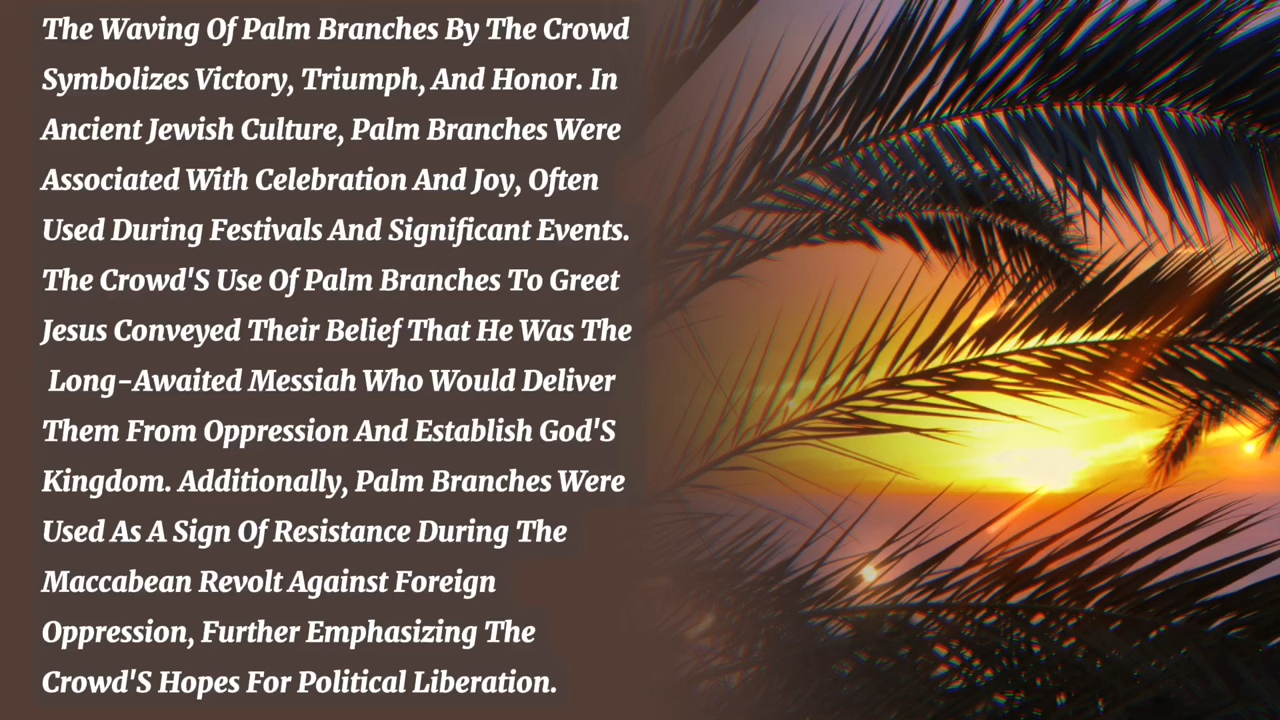 The Waving Of Palm Branches By The Crowd
Symbolizes Victory, Triumph, And Honor. In
Ancient Jewish Culture, Palm Branches Were
Associated With Celebration And Joy, Often
Used During Festivals And Significant Events.
The Crowd'S Use Of Palm Branches To Greet
Jesus Conveyed Their Belief That He Was The
Long-Awaited Messiah Who Would Deliver
Them From Oppression And Establish God'S
Kingdom. Additionally, Palm Branches Were
Used As A Sign Of Resistance During The
Maccabean Revolt Against Foreign
Oppression, Further Emphasizing The
Crowd'S Hopes For Political Liberation.